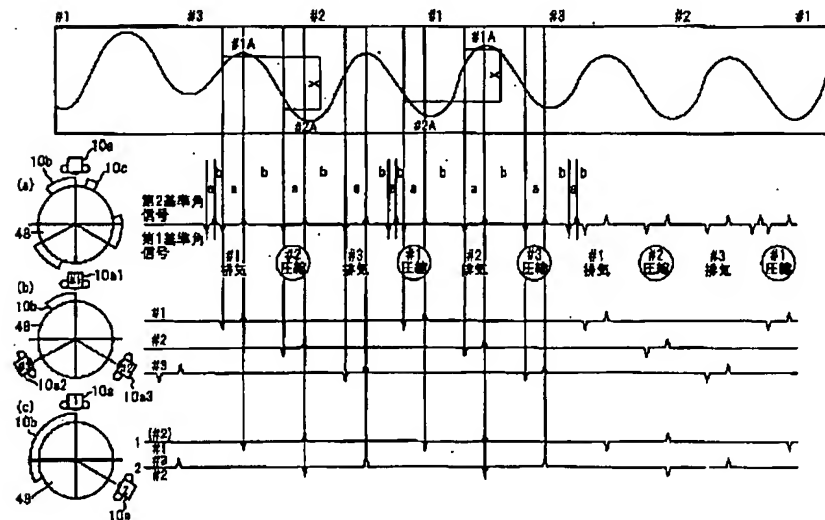 #1 #3 #2 #1 #3 #2 #1
#1A #1A
X X
#2A #2A
10a
10b 10c
(a)
48
b b b b b b b b b
a a a a a a
第2基準角
信号
第1基準角
信号
#1 #2 #3 #1 #2 #3 #1 #2 #3 #1
排気 圧縮 排気 圧縮 排気 圧縮 排気 圧縮 排気 圧縮
10a1
(b)
10b
48
10a2 10a3
#1
#2
#3
10a
(c)
10b
48
10a
1 (#2)
#1
2 #3
#2